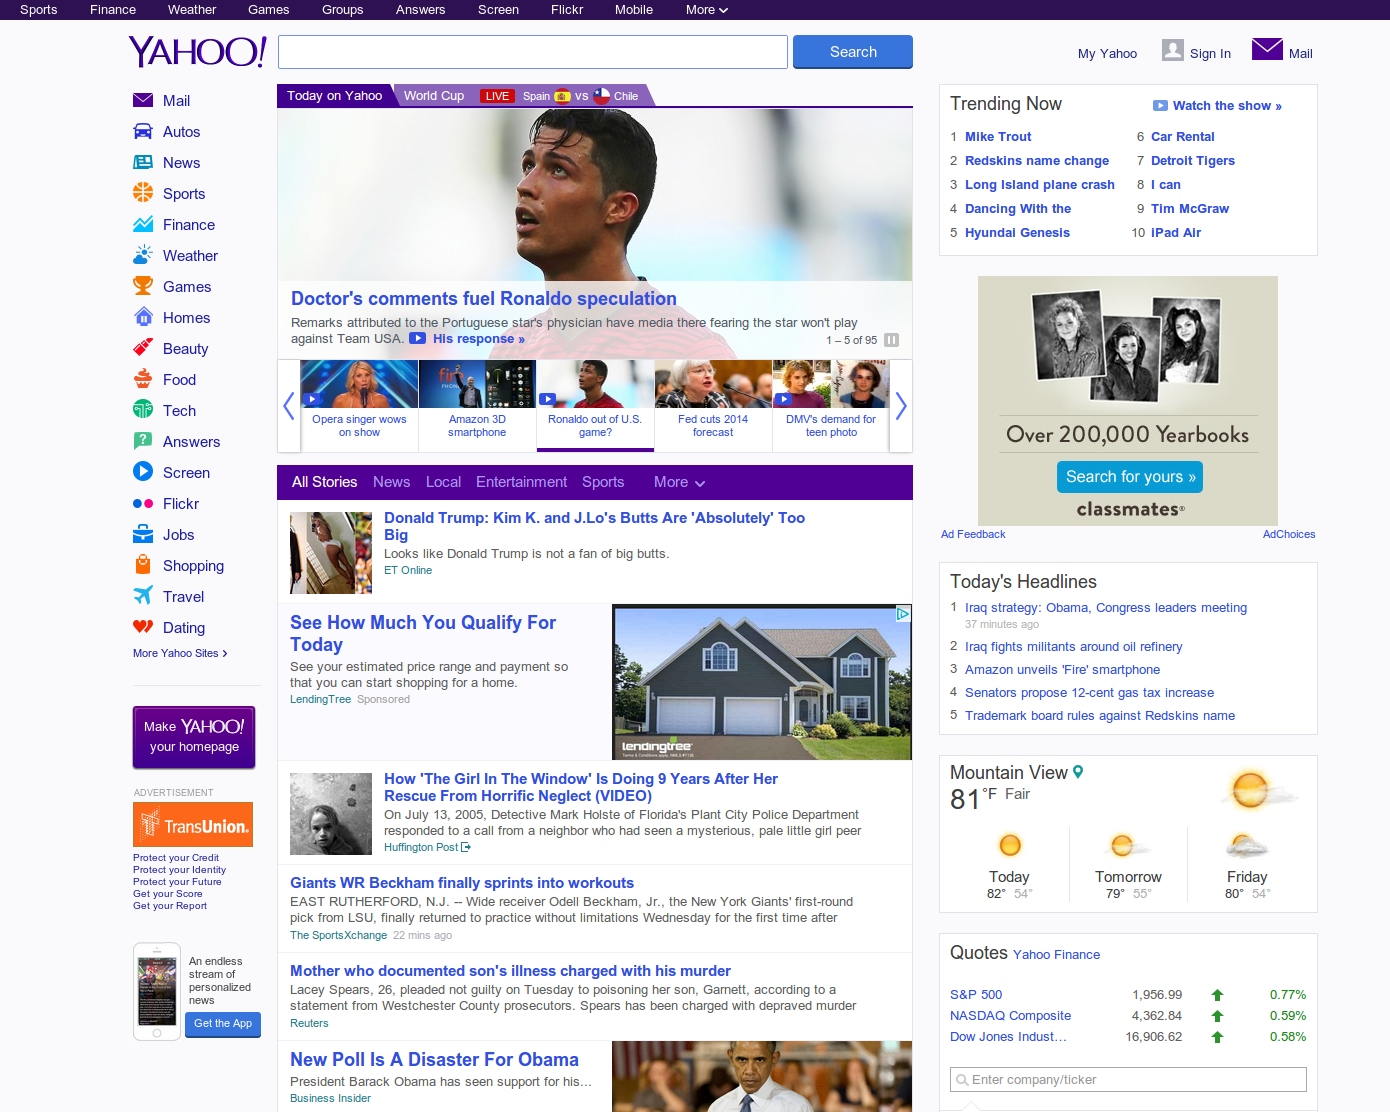 Sports Finance Weather Games Groups Answers Screen Flickr Mobile More
YAHOO!
Search
My Yahoo
Sign In
Mail
Mail
Autos
News
Sports
Finance
Weather
Games
Homes
Beauty
Food
Tech
Answers
Screen
Flickr
Jobs
Shopping
Travel
Dating
More Yahoo Sites
Make YAHOO!
your homepage
ADVERTISEMENT
TransUnion.
Protect your Credit
Protect your Identity
Protect your Future
Get your Score
Get your Report
An endless
stream of
personalized
news
Get the App
Today on Yahoo
World Cup LIVE Spain vs Chile
Doctor's comments fuel Ronaldo speculation
Remarks attributed to the Portuguese star's physician have media there fearing the star won't play
against Team USA. His response »
1 – 5 of 95
Opera singer wows
on show
Amazon 3D
smartphone
Ronaldo out of U.S.
game?
Fed cuts 2014
forecast
DMV's demand for
teen photo
All Stories News Local Entertainment Sports More
Donald Trump: Kim K. and J.Lo's Butts Are 'Absolutely' Too
Big
Looks like Donald Trump is not a fan of big butts.
ET Online
See How Much You Qualify For
Today
See your estimated price range and payment so
that you can start shopping for a home.
LendingTree Sponsored
lendingtree
How 'The Girl In The Window' Is Doing 9 Years After Her
Rescue From Horrific Neglect (VIDEO)
On July 13, 2005, Detective Mark Holste of Florida's Plant City Police Department
responded to a call from a neighbor who had seen a mysterious, pale little girl peer
Huffington Post
Giants WR Beckham finally sprints into workouts
EAST RUTHERFORD, N.J. -- Wide receiver Odell Beckham, Jr., the New York Giants' first-round
pick from LSU, finally returned to practice without limitations Wednesday for the first time after
The SportsXchange 22 mins ago
Mother who documented son's illness charged with his murder
Lacey Spears, 26, pleaded not guilty on Tuesday to poisoning her son, Garnett, according to a
statement from Westchester County prosecutors. Spears has been charged with depraved murder
Reuters
New Poll Is A Disaster For Obama
President Barack Obama has seen support for his...
Business Insider
Trending Now
Watch the show »
1 Mike Trout
2 Redskins name change
3 Long Island plane crash
4 Dancing With the
5 Hyundai Genesis
6 Car Rental
7 Detroit Tigers
8 I can
9 Tim McGraw
10 iPad Air
Over 200,000 Yearbooks
Search for yours »
classmates®
Ad Feedback
AdChoices
Today's Headlines
1 Iraq strategy: Obama, Congress leaders meeting
37 minutes ago
2 Iraq fights militants around oil refinery
3 Amazon unveils 'Fire' smartphone
4 Senators propose 12-cent gas tax increase
5 Trademark board rules against Redskins name
Mountain View
81°F Fair
Today
82° 54°
Tomorrow
79° 55°
Friday
80° 54°
Quotes Yahoo Finance
S&P 500 1,956.99 0.77%
NASDAQ Composite 4,362.84 0.59%
Dow Jones Indust… 16,906.62 0.58%
Enter company/ticker